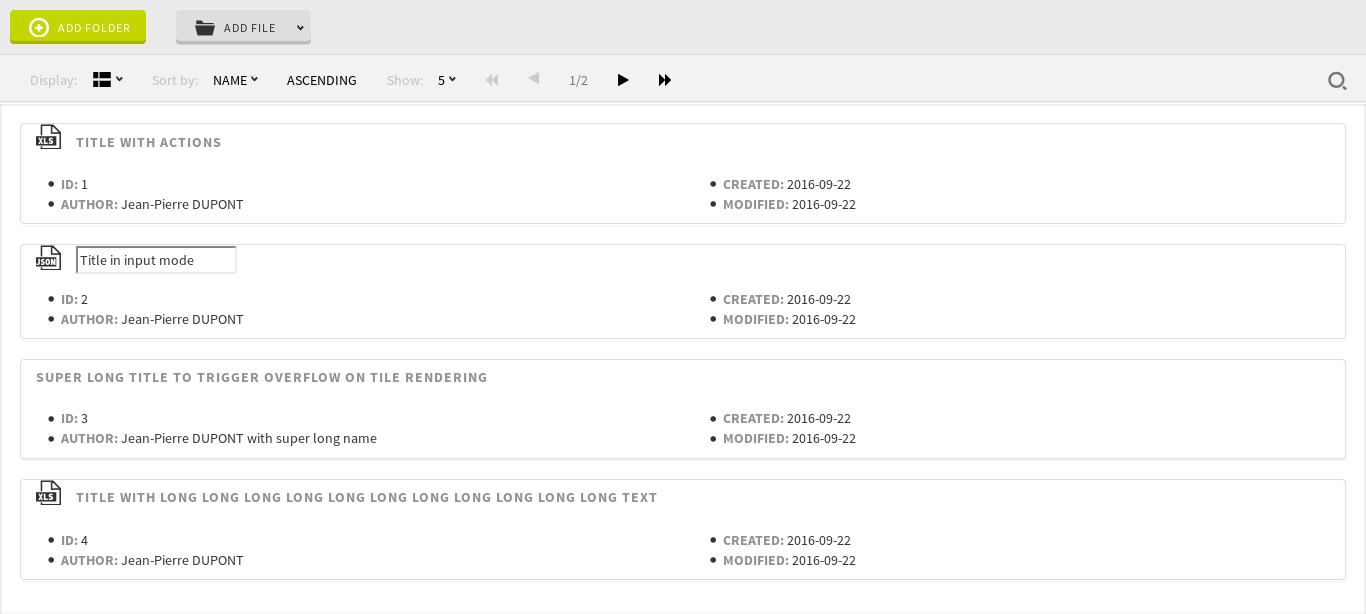 ADD FOLDER ADD FILE
Display: Sort by: NAME ASCENDING Show: 5 1/2
XLS TITLE WITH ACTIONS
ID: 1 CREATED: 2016-09-22
AUTHOR: Jean-Pierre DUPONT MODIFIED: 2016-09-22
JSON Title in input mode
ID: 2 CREATED: 2016-09-22
AUTHOR: Jean-Pierre DUPONT MODIFIED: 2016-09-22
SUPER LONG TITLE TO TRIGGER OVERFLOW ON TILE RENDERING
ID: 3 CREATED: 2016-09-22
AUTHOR: Jean-Pierre DUPONT with super long name MODIFIED: 2016-09-22
XLS TITLE WITH LONG LONG LONG LONG LONG LONG LONG LONG LONG LONG LONG TEXT
ID: 4 CREATED: 2016-09-22
AUTHOR: Jean-Pierre DUPONT MODIFIED: 2016-09-22